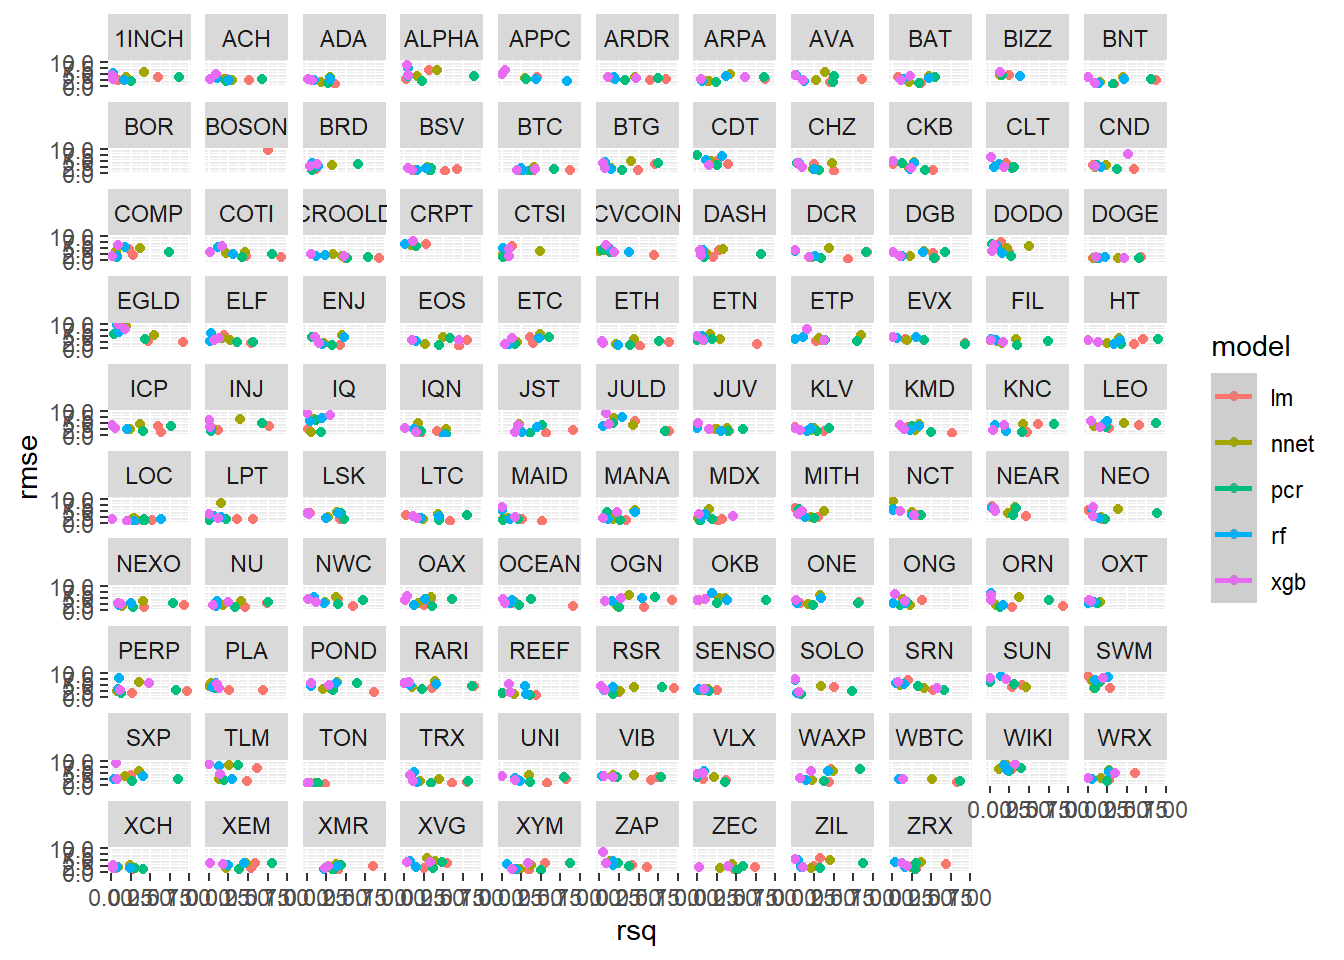 1INCH ACH ADA ALPHA APPC ARDR ARPA AVA BAT BIZZ BNT
BOR BOSON BRD BSV BTC BTG CDT CHZ CKB CLT CND
COMP COTI CROOLD CRPT CTSI CVCOIN DASH DCR DGB DODO DOGE
EGLD ELF ENJ EOS ETC ETH ETN ETP EVX FIL HT
ICP INJ IQ IQN JST JULD JUV KLV KMD KNC LEO
LOC LPT LSK LTC MAID MANA MDX MITH NCT NEAR NEO
NEXO NU NWC OAX OCEAN OGN OKB ONE ONG ORN OXT
PERP PLA POND RARI REEF RSR SENSO SOLO SRN SUN SWM
SXP TLM TON TRX UNI VIB VLX WAXP WBTC WIKI WRX
XCH XEM XMR XVG XYM ZAP ZEC ZIL ZRX
rmse
rsq
model
lm
nnet
pcr
rf
xgb